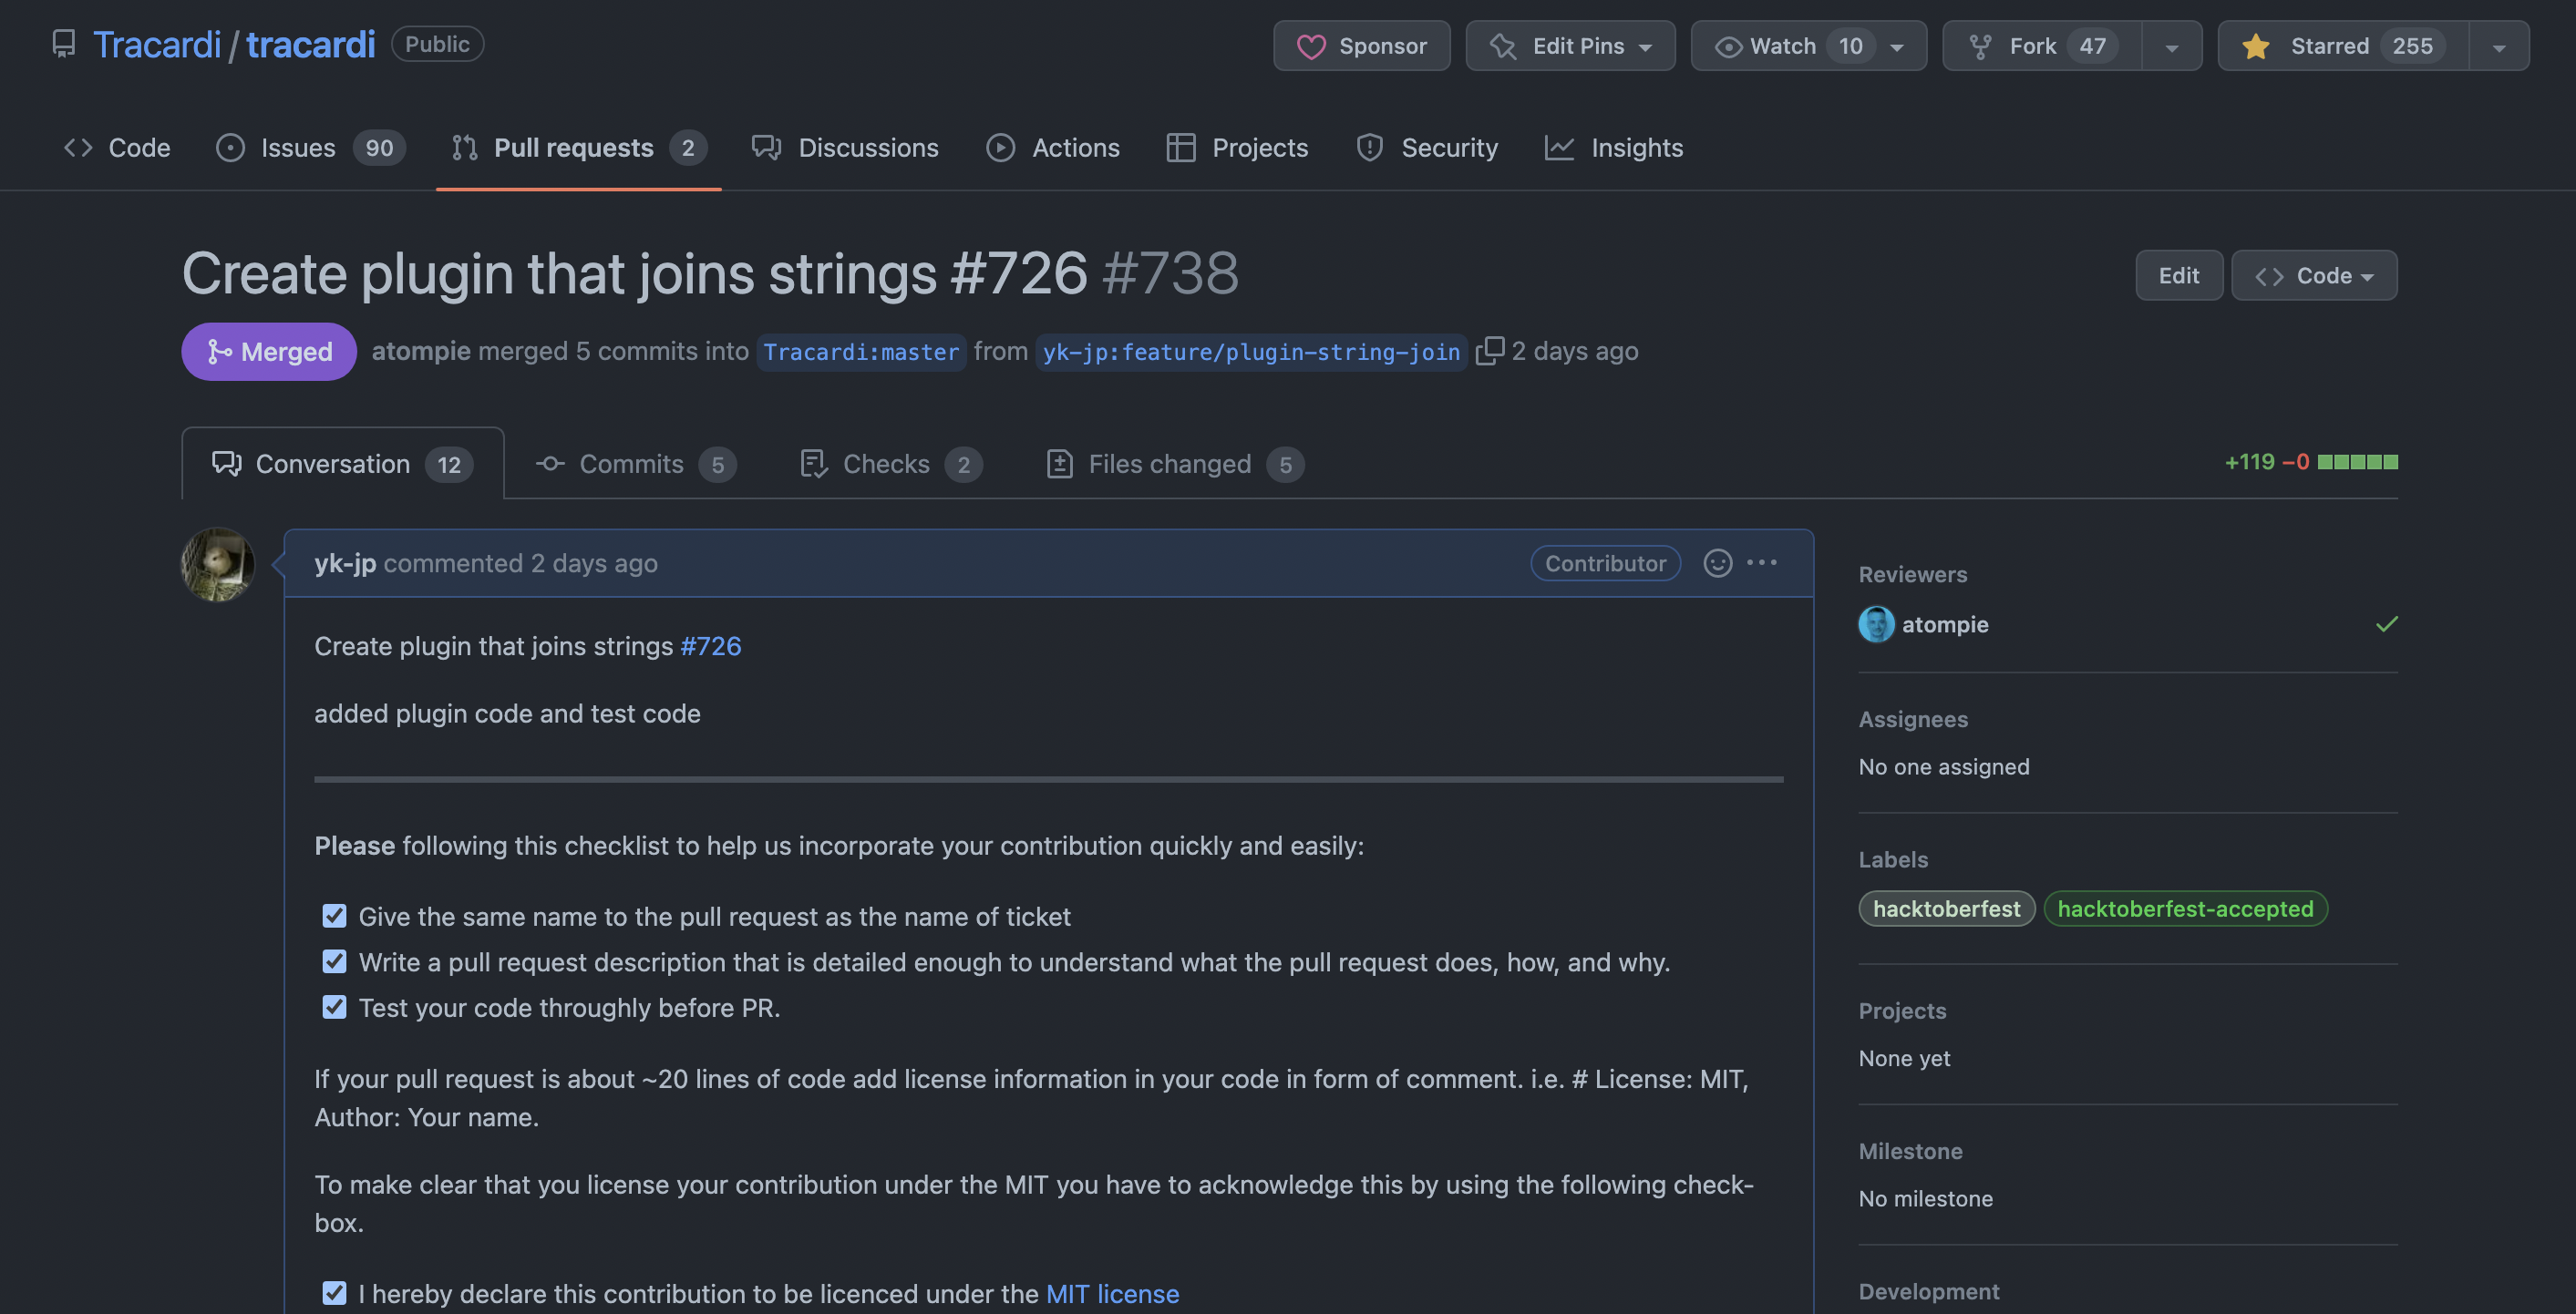 Tracardi / tracardi Public
Sponsor Edit Pins Watch 10 Fork 47 Starred 255
Code Issues 90 Pull requests 2 Discussions Actions Projects Security Insights
Create plugin that joins strings #726 #738
Edit Code
Merged atompie merged 5 commits into Tracardi:master from yk-jp:feature/plugin-string-join 2 days ago
Conversation 12 Commits 5 Checks 2 Files changed 5
+119 −0
yk-jp commented 2 days ago
Contributor
Create plugin that joins strings #726
added plugin code and test code
Please following this checklist to help us incorporate your contribution quickly and easily:
Give the same name to the pull request as the name of ticket
Write a pull request description that is detailed enough to understand what the pull request does, how, and why.
Test your code throughly before PR.
If your pull request is about ~20 lines of code add license information in your code in form of comment. i.e. # License: MIT,
Author: Your name.
To make clear that you license your contribution under the MIT you have to acknowledge this by using the following check-
box.
I hereby declare this contribution to be licenced under the MIT license
Reviewers
atompie
Assignees
No one assigned
Labels
hacktoberfest hacktoberfest-accepted
Projects
None yet
Milestone
No milestone
Development